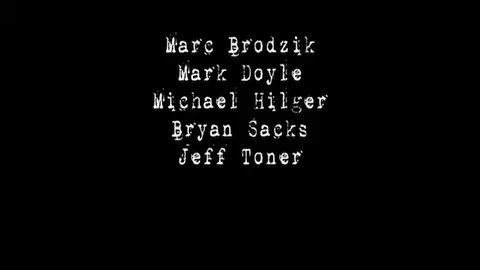 Marc Brodzik
Mark Doyle
Michael Hilger
Bryan Sacks
Jeff Toner